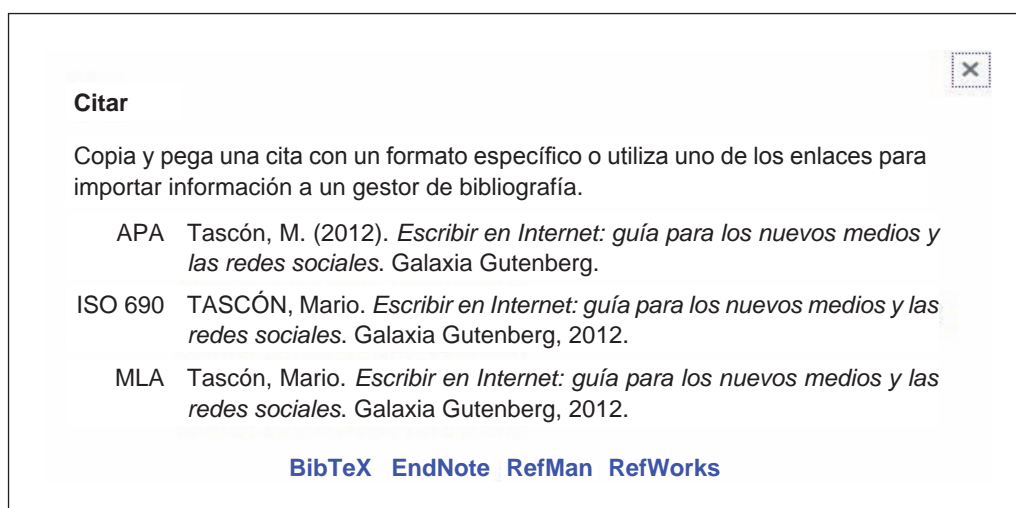 Citar
Copia y pega una cita con un formato específico o utiliza uno de los enlaces para
importar información a un gestor de bibliografía.
APA Tascón, M. (2012). Escribir en Internet: guía para los nuevos medios y
las redes sociales. Galaxia Gutenberg.
ISO 690 TASCÓN, Mario. Escribir en Internet: guía para los nuevos medios y las
redes sociales. Galaxia Gutenberg, 2012.
MLA Tascón, Mario. Escribir en Internet: guía para los nuevos medios y las
redes sociales. Galaxia Gutenberg, 2012.
BibTeX EndNote RefMan RefWorks